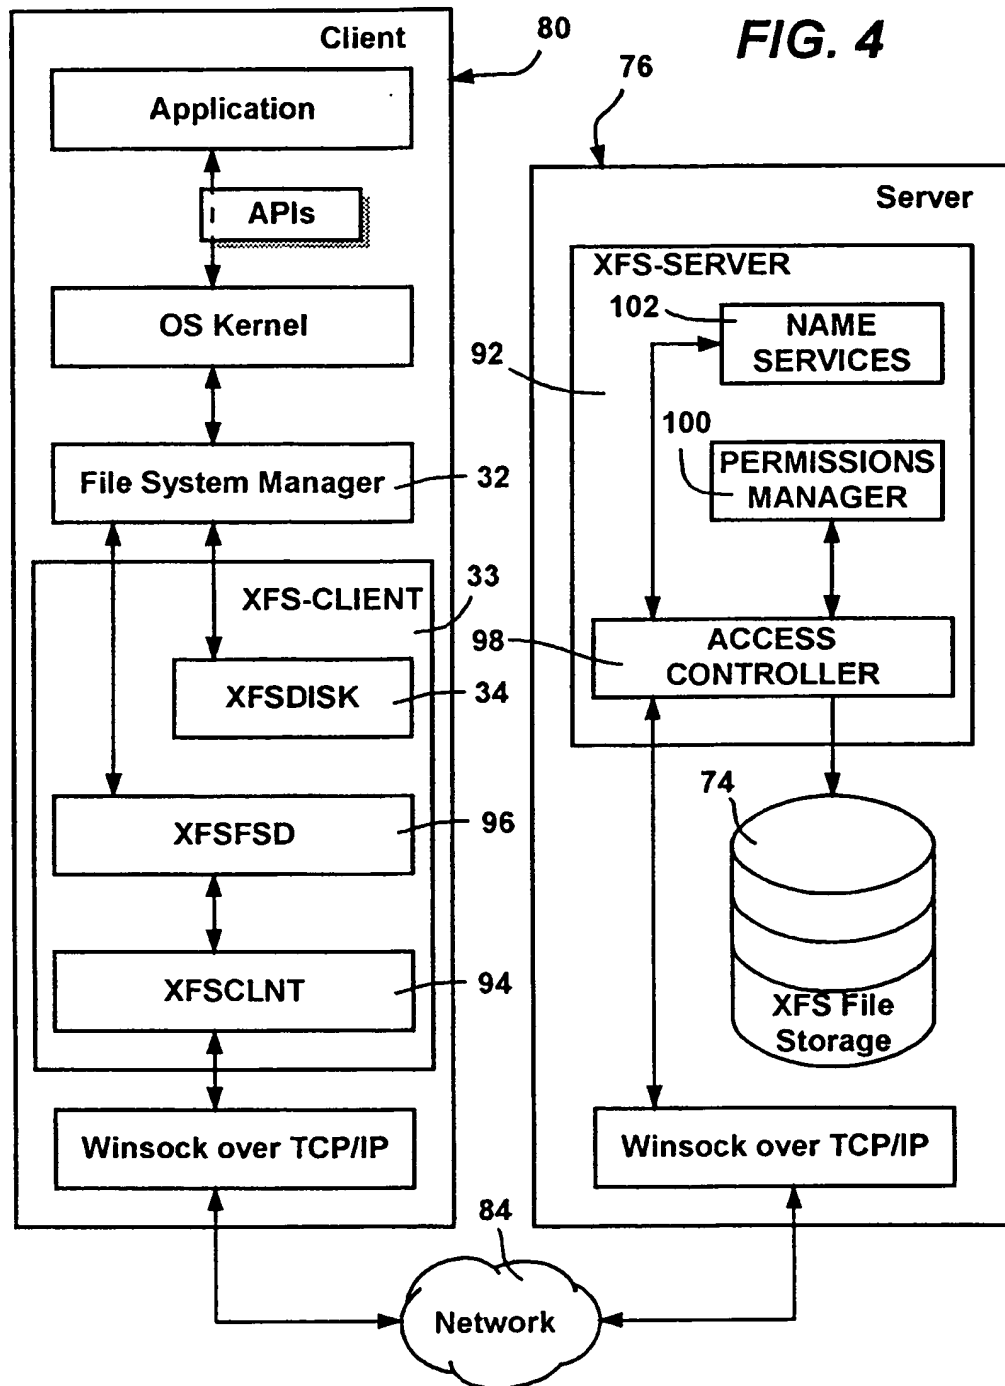 FIG. 4
Client
80
Application
APIs
OS Kernel
File System Manager
32
XFS-CLIENT
33
XFSDISK
34
XFSFSD
96
XFSCLNT
94
Winsock over TCP/IP
76
Server
XFS-SERVER
102
NAME
SERVICES
92
100
PERMISSIONS
MANAGER
98
ACCESS
CONTROLLER
74
XFS File
Storage
Winsock over TCP/IP
84
Network